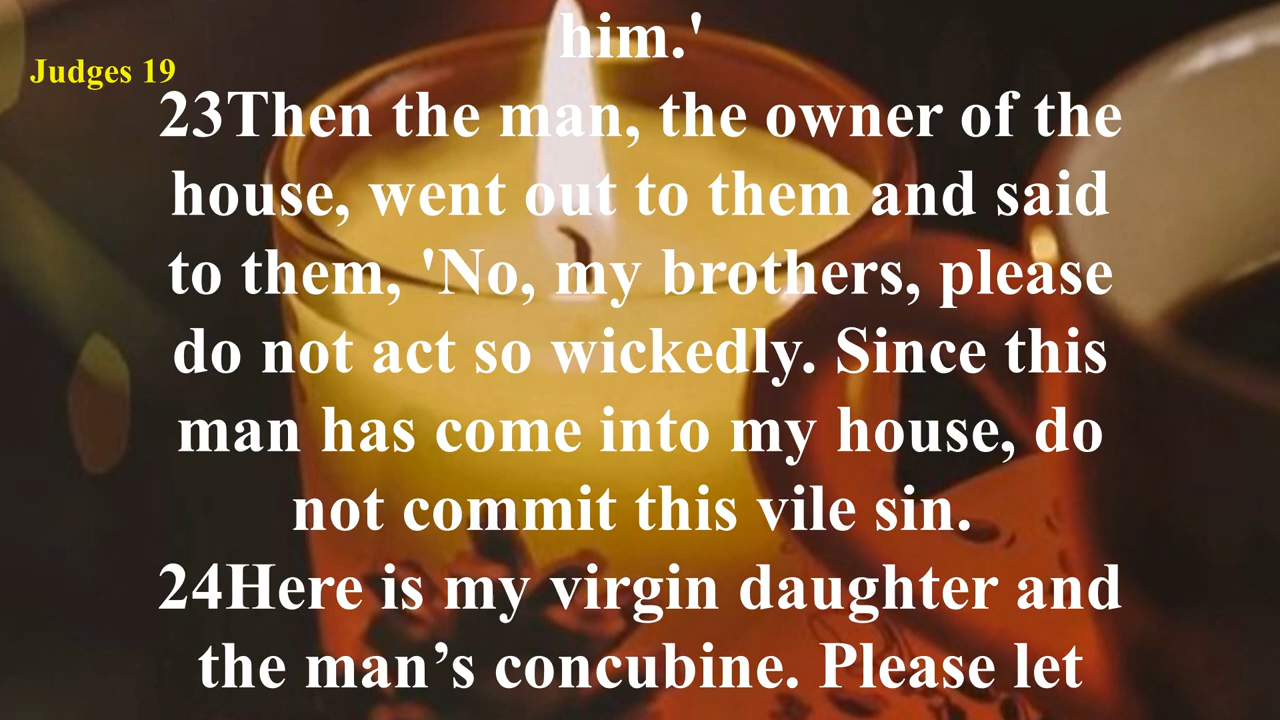 him.'
Judges 19
23Then the man, the owner of the
house, went out to them and said
to them, 'No, my brothers, please
do not act so wickedly. Since this
man has come into my house, do
not commit this vile sin.
24Here is my virgin daughter and
the man’s concubine. Please let